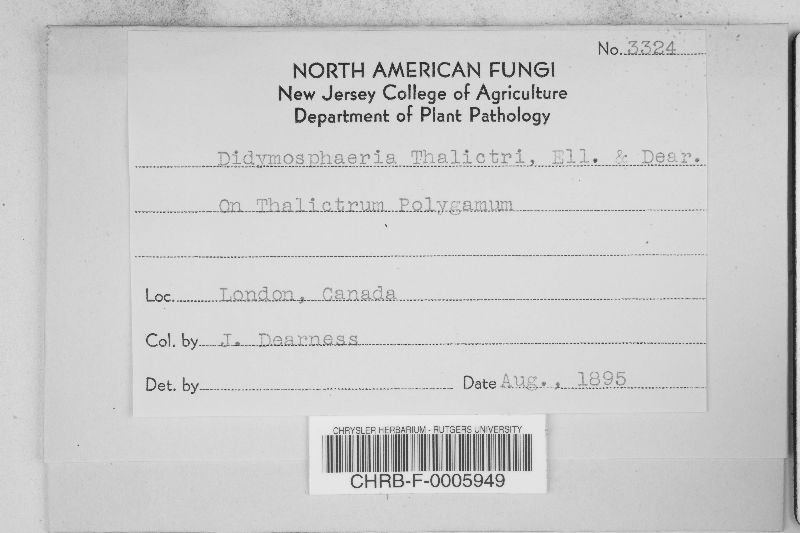 No. 3324
NORTH AMERICAN FUNGI
New Jersey College of Agriculture
Department of Plant Pathology
Didymosphaeria Thalictri, Ell. & Dear.
On Thalictrum Polygamum
Loc. London, Canada
Col. by J. Dearness
Det. by Date Aug., 1895
CHRYSLER HERBARIUM - RUTGERS UNIVERSITY
CHRB-F-0005949